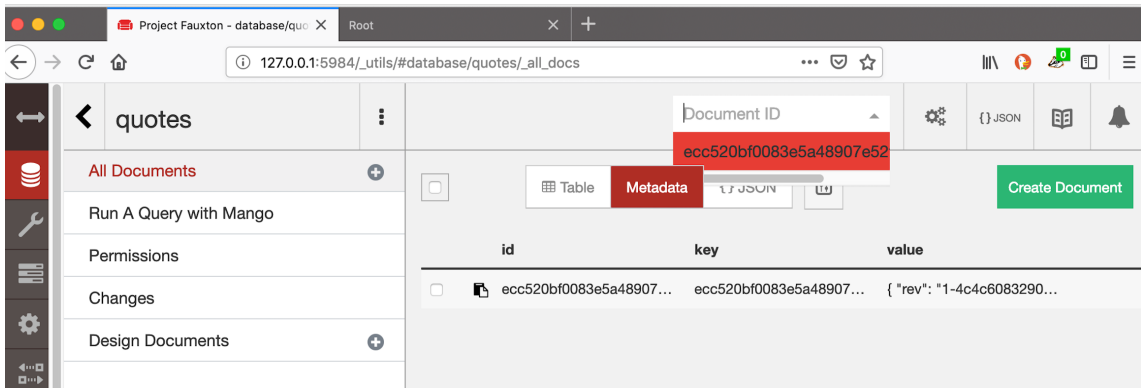 Project Fauxton - database/quo
Root
127.0.0.1:5984/_utils/#database/quotes/_all_docs
0
quotes
Document ID
{ } JSON
ecc520bf0083e5a48907e52
All Documents
Table
Metadata
{ } JSON
Create Document
Run A Query with Mango
Permissions
Changes
Design Documents
id
key
value
ecc520bf0083e5a48907...
ecc520bf0083e5a48907...
{ "rev": "1-4c4c6083290...